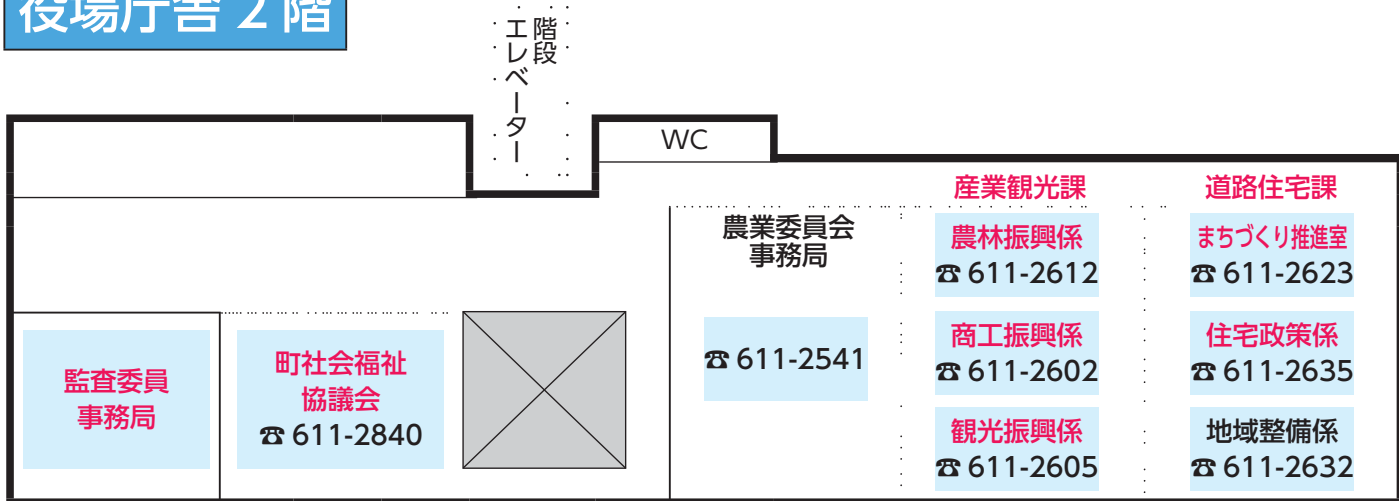 役場庁舎 2 階
階段
エレベーター
WC
産業観光課
道路住宅課
農業委員会
事務局
☎ 611-2541
農林振興係
☎ 611-2612
まちづくり推進室
☎ 611-2623
商工振興係
☎ 611-2602
住宅政策係
☎ 611-2635
観光振興係
☎ 611-2605
地域整備係
☎ 611-2632
監査委員
事務局
町社会福祉
協議会
☎ 611-2840